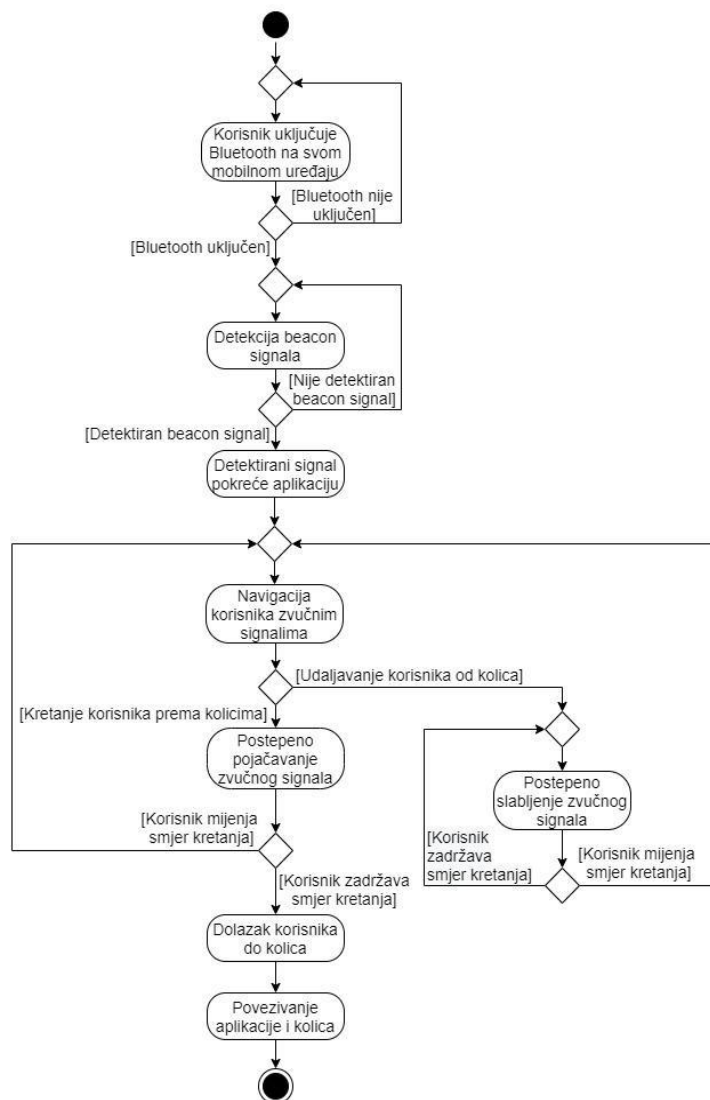 Korisnik uključuje
Bluetooth na svom
mobilnom uređaju
[Bluetooth nije
uključen]
[Bluetooth uključen]
Detekcija beacon
signala
[Nije detektiran
beacon signal]
[Detektiran beacon signal]
Detektirani signal
pokreće aplikaciju
Navigacija
korisnika zvučnim
signalima
[Udaljavanje korisnika od kolica]
[Kretanje korisnika prema kolicima]
Postepeno
pojačavanje
zvučnog signala
Postepeno
slabljenje zvučnog
signala
[Korisnik mijenja
smjer kretanja]
[Korisnik
zadržava
smjer kretanja]
[Korisnik mijenja
smjer kretanja]
[Korisnik zadržava
smjer kretanja]
Dolazak korisnika
do kolica
Povezivanje
aplikacije i kolica